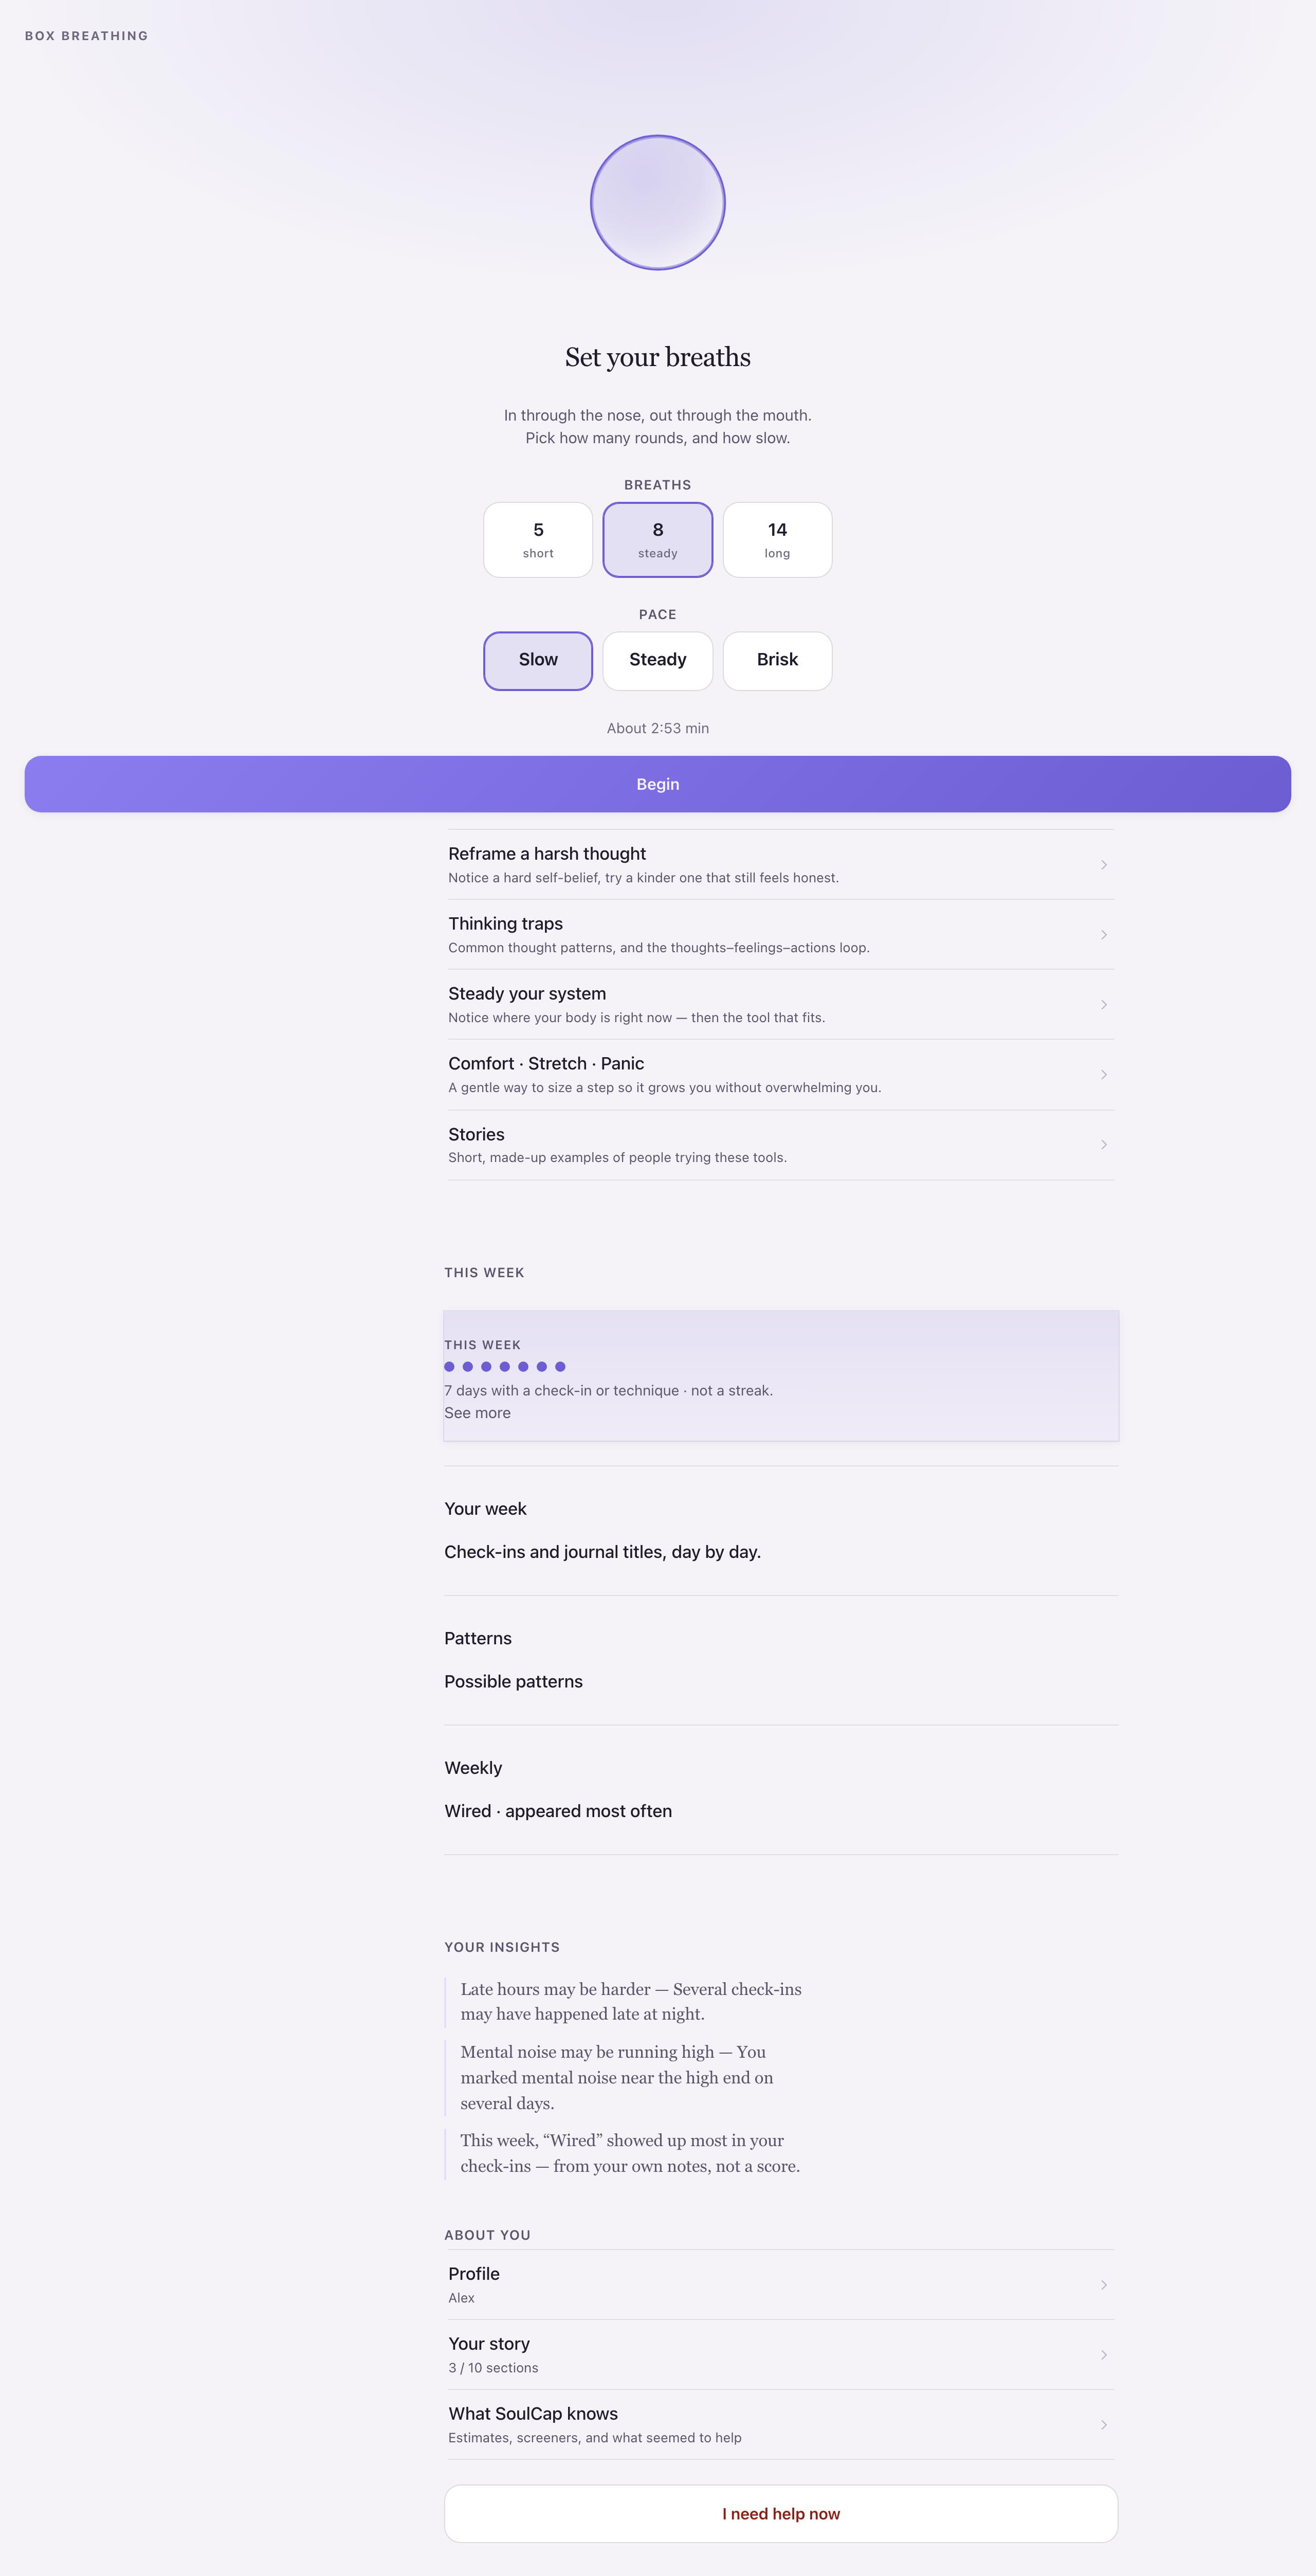 BOX BREATHING
Set your breaths
In through the nose, out through the mouth.
Pick how many rounds, and how slow.
BREATHS
5
short
8
steady
14
long
PACE
Slow
Steady
Brisk
About 2:53 min
Begin
Reframe a harsh thought
Notice a hard self-belief, try a kinder one that still feels honest.
Thinking traps
Common thought patterns, and the thoughts–feelings–actions loop.
Steady your system
Notice where your body is right now — then the tool that fits.
Comfort · Stretch · Panic
A gentle way to size a step so it grows you without overwhelming you.
Stories
Short, made-up examples of people trying these tools.
THIS WEEK
THIS WEEK
7 days with a check-in or technique · not a streak.
See more
Your week
Check-ins and journal titles, day by day.
Patterns
Possible patterns
Weekly
Wired · appeared most often
YOUR INSIGHTS
Late hours may be harder — Several check-ins
may have happened late at night.
Mental noise may be running high — You
marked mental noise near the high end on
several days.
This week, “Wired” showed up most in your
check-ins — from your own notes, not a score.
ABOUT YOU
Profile
Alex
Your story
3 / 10 sections
What SoulCap knows
Estimates, screeners, and what seemed to help
I need help now